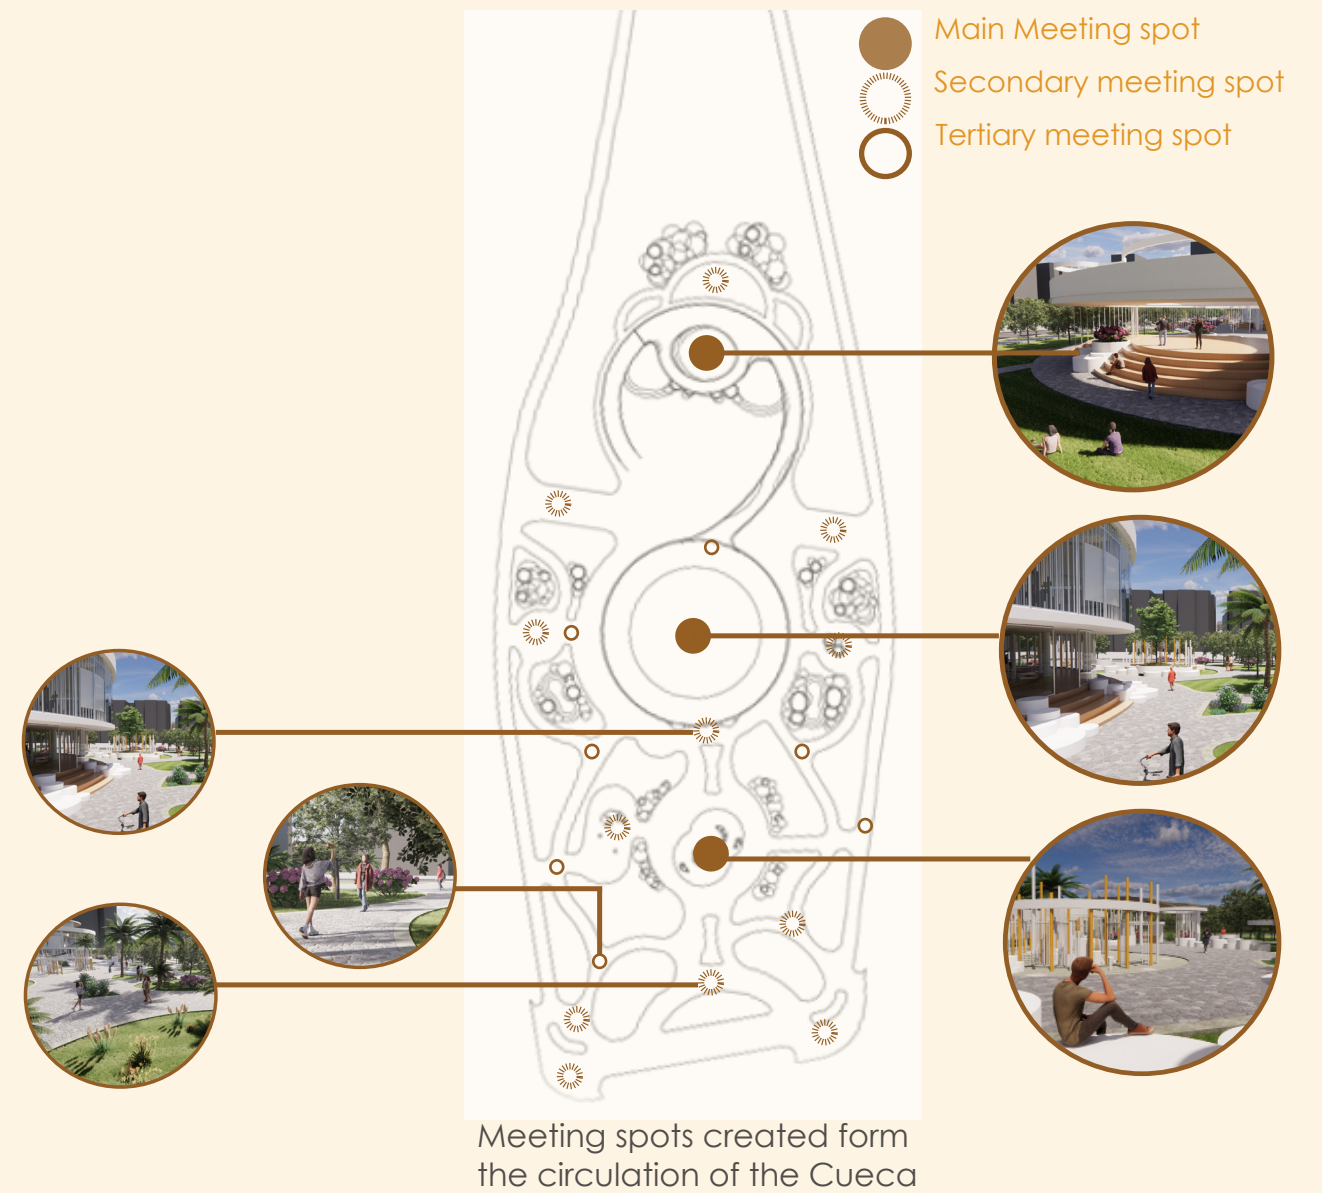 Main Meeting spot
Secondary meeting spot
Tertiary meeting spot
Meeting spots created form
the circulation of the Cueca